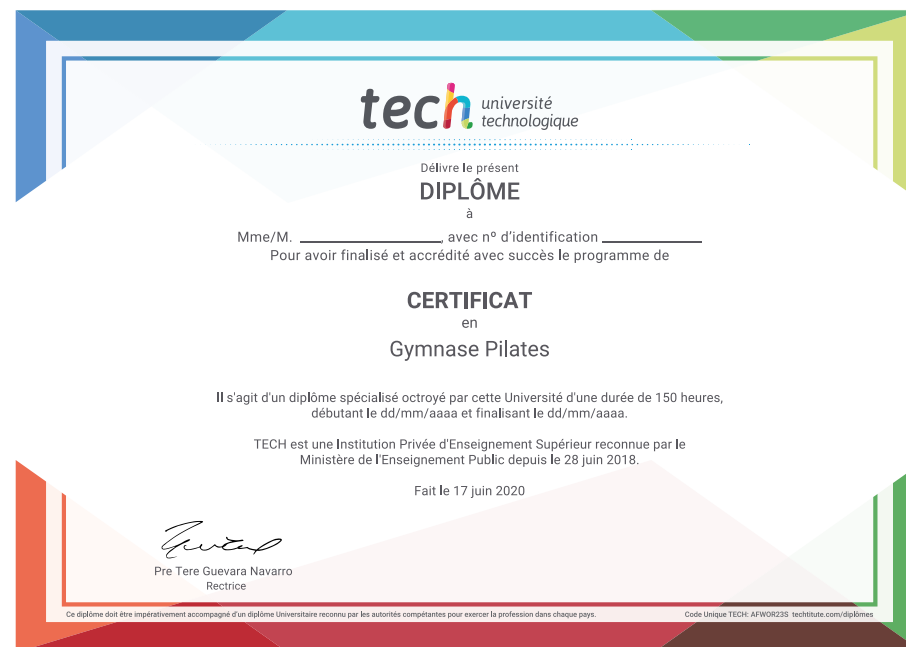 tech université
technologique
Délivre le présent
DIPLÔME
à
Mme/M. ____________________, avec nº d'identification ______________
Pour avoir finalisé et accrédité avec succès le programme de
CERTIFICAT
en
Gymnase Pilates
Il s'agit d'un diplôme spécialisé octroyé par cette Université d'une durée de 150 heures,
débutant le dd/mm/aaaa et finalisant le dd/mm/aaaa.
TECH est une Institution Privée d'Enseignement Supérieur reconnue par le
Ministère de l'Enseignement Public depuis le 28 juin 2018.
Fait le 17 juin 2020
Pre Tere Guevara Navarro
Rectrice
Ce diplôme doit être impérativement accompagné d'un diplôme Universitaire reconnu par les autorités compétentes pour exercer la profession dans chaque pays.
Code Unique TECH: AFWOR23S techtitute.com/diplômes